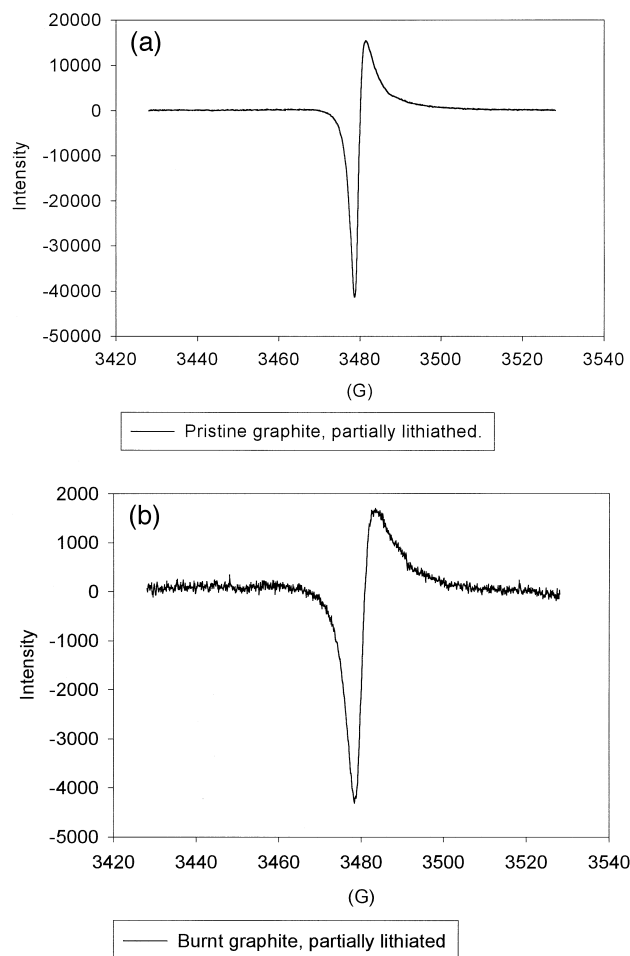 (a)
20000
10000
0
-10000
-20000
-30000
-40000
-50000
Intensity
3420 3440 3460 3480 3500 3520 3540
(G)
Pristine graphite, partially lithiathed.
(b)
2000
1000
0
-1000
-2000
-3000
-4000
-5000
Intensity
3420 3440 3460 3480 3500 3520 3540
(G)
Burnt graphite, partially lithiated